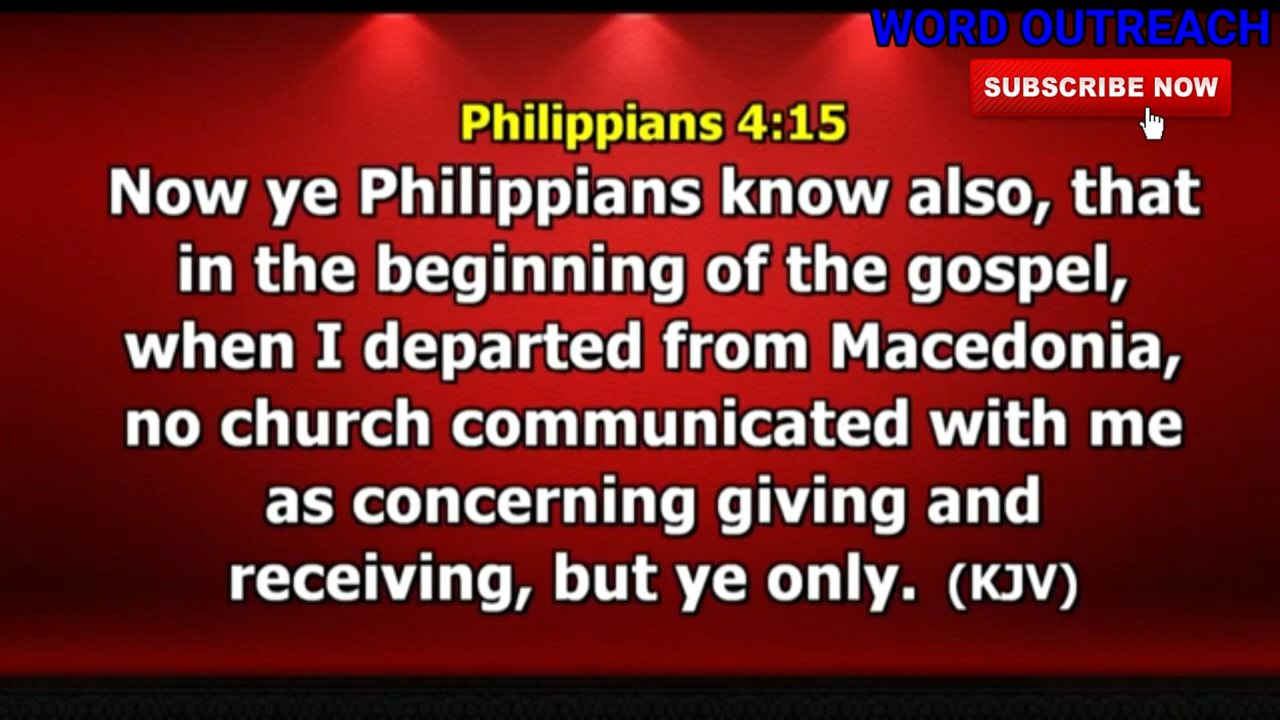 WORD OUTREACH
SUBSCRIBE NOW
Philippians 4:15
Now ye Philippians know also, that
in the beginning of the gospel,
when I departed from Macedonia,
no church communicated with me
as concerning giving and
receiving, but ye only. (KJV)